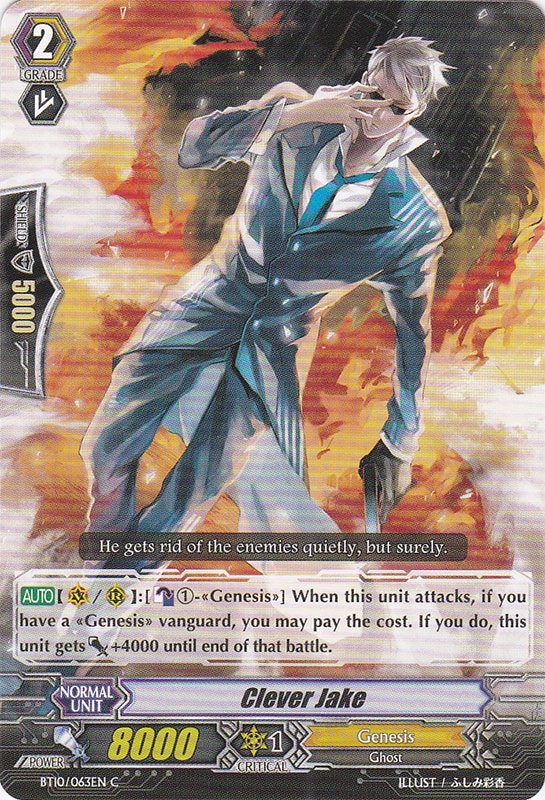 2
GRADE
SHIELD
5000
He gets rid of the enemies quietly, but surely.
AUTO【 V / R 】:[ ①-«Genesis»] When this unit attacks, if you
have a «Genesis» vanguard, you may pay the cost. If you do, this
unit gets +4000 until end of that battle.
NORMAL
UNIT
Clever Jake
POWER
8000
1
CRITICAL
Genesis
Ghost
BT10/063EN C
ILLUST / ふしみ彩香